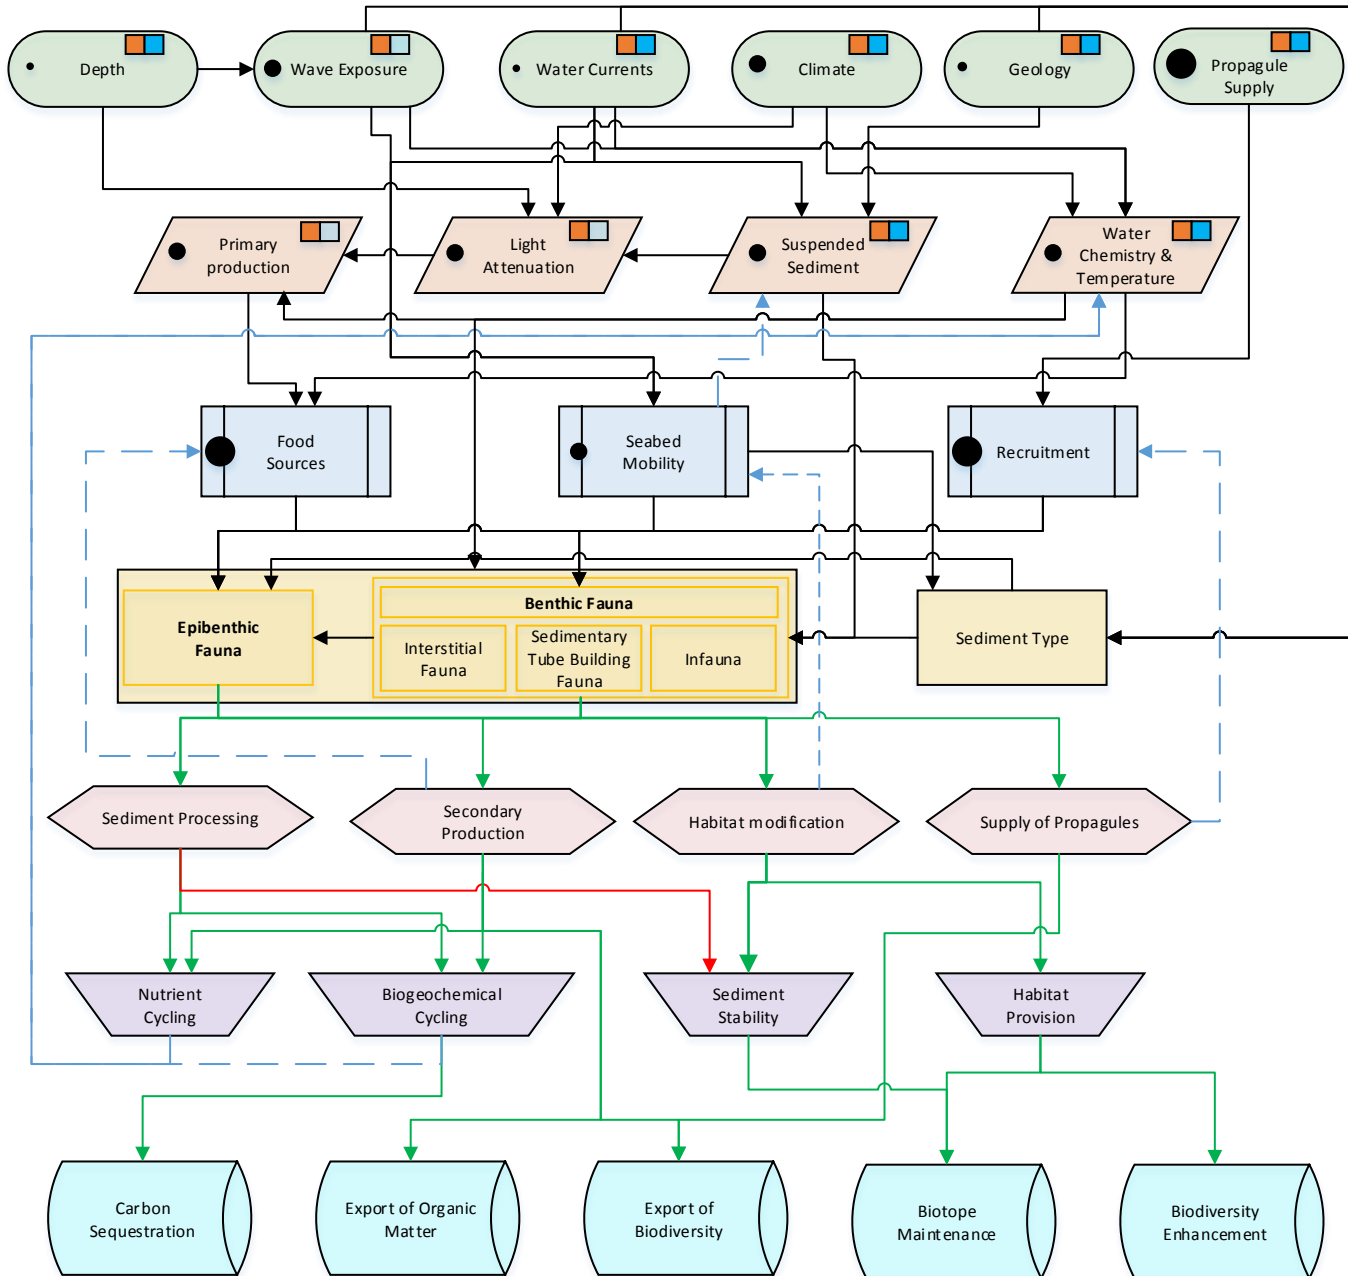 Depth
Wave Exposure
Water Currents
Climate
Geology
Propagule
Supply
Primary
production
Light
Attenuation
Suspended
Sediment
Water
Chemistry &
Temperature
Food
Sources
Seabed
Mobility
Recruitment
Epibenthic
Fauna
Benthic Fauna
Interstitial
Fauna
Sedimentary
Tube Building
Fauna
Infauna
Sediment Type
Sediment Processing
Secondary
Production
Habitat modification
Supply of Propagules
Nutrient
Cycling
Biogeochemical
Cycling
Sediment
Stability
Habitat
Provision
Carbon
Sequestration
Export of Organic
Matter
Export of
Biodiversity
Biotope
Maintenance
Biodiversity
Enhancement